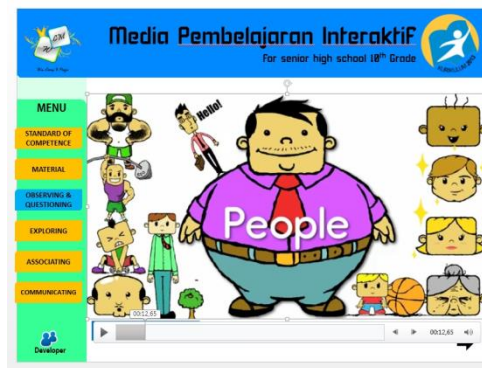 Media Pembelajaran Interaktif
For senior high school 10th Grade
MENU
STANDARD OF
COMPETENCE
MATERIAL
OBSERVING &
QUESTIONING
EXPLORING
ASSOCIATING
COMMUNICATING
Developer
Hello!
People
00:12,65
00:12,65